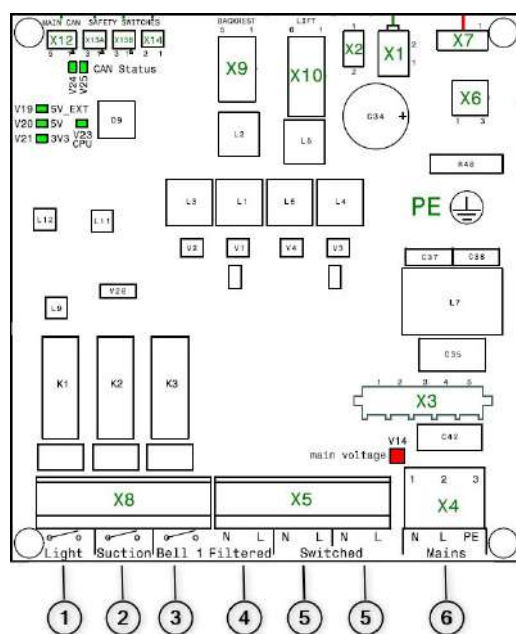 MAIN CAN SAFETY SWITCHES
X12 X13A X13B X14
BACKREST LIFT
5 1 6 1
X9 X10
X2 X1
2
1
X7
1
V24 V25 CAN Status
V19 5V_EXT
V20 5V V23
V21 3V3 CPU
C34 +
X6
1 3
L2 L5
R48
L3 L1 L6 L4
PE
L12 L11
V2 V1 V4 V3
C37 C38
V28
L9
L7
C35
K1 K2 K3
1 2 3 4 5
X3
V14 C42
main voltage
X8 X5
1 2 3
X4
N L N L N L N L PE
Light Suction Bell 1 Filtered Switched Mains
1 2 3 4 5 5 6